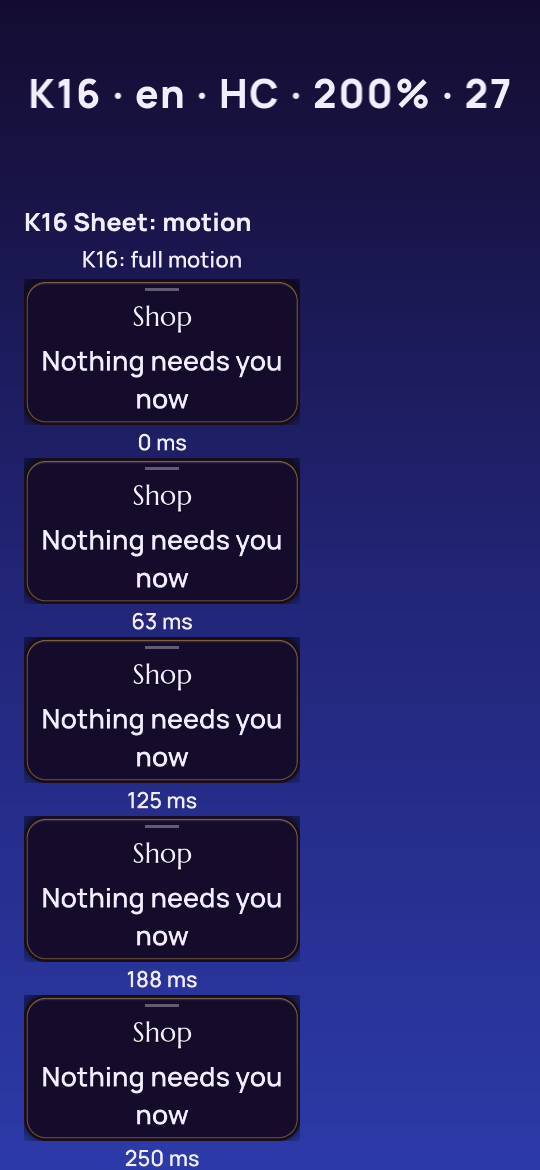 K16 · en · HC · 200% · 27
K16 Sheet: motion
K16: full motion
Shop
Nothing needs you
now
0 ms
Shop
Nothing needs you
now
63 ms
Shop
Nothing needs you
now
125 ms
Shop
Nothing needs you
now
188 ms
Shop
Nothing needs you
now
250 ms